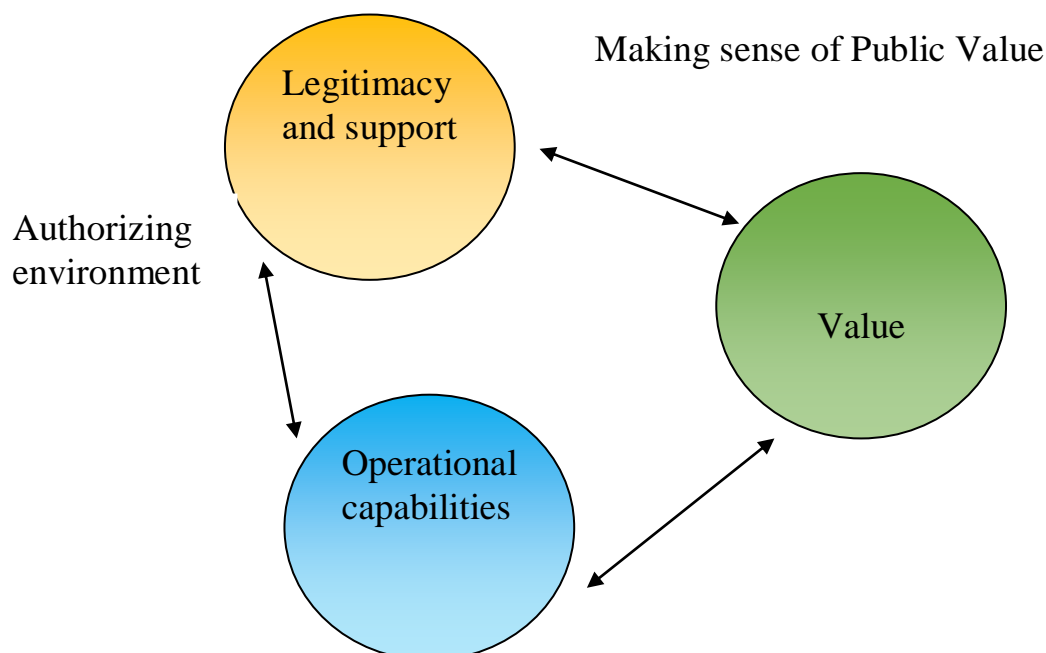 Making sense of Public Value
Legitimacy
and support
Authorizing
environment
Value
Operational
capabilities